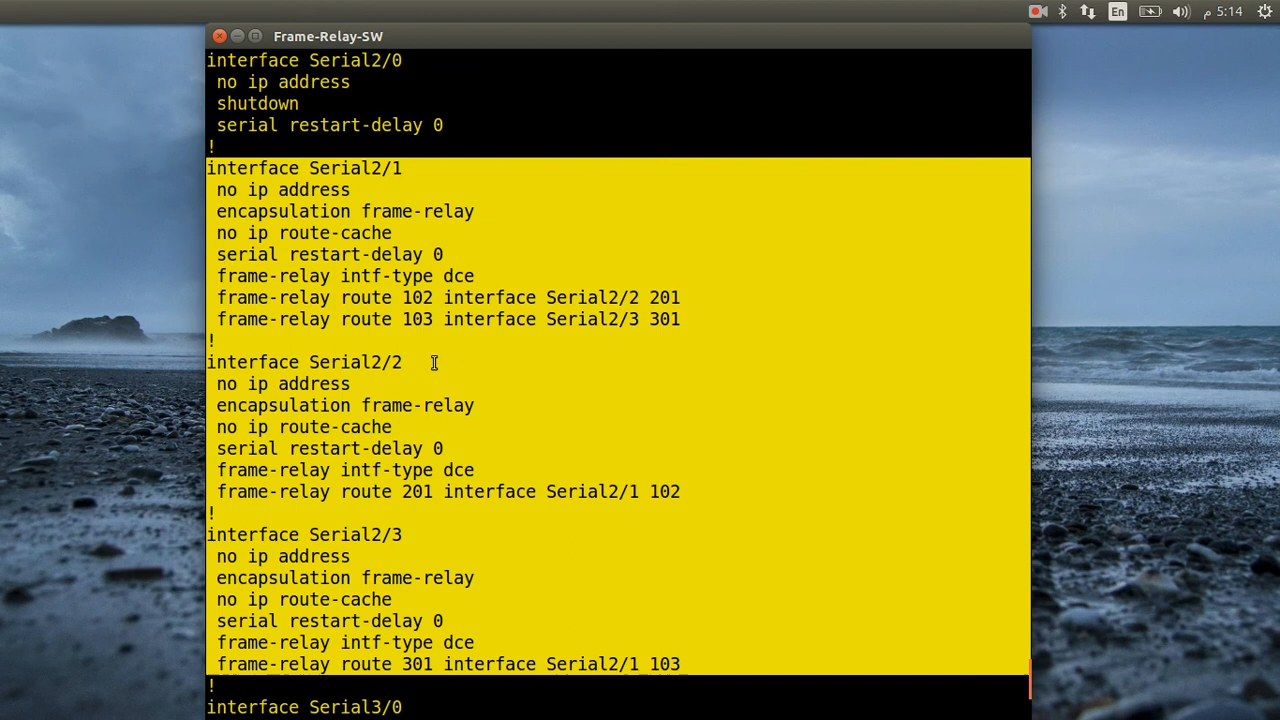 En
م 5:14
Frame-Relay-SW
interface Serial2/0
 no ip address
 shutdown
 serial restart-delay 0
!
interface Serial2/1
 no ip address
 encapsulation frame-relay
 no ip route-cache
 serial restart-delay 0
 frame-relay intf-type dce
 frame-relay route 102 interface Serial2/2 201
 frame-relay route 103 interface Serial2/3 301
!
interface Serial2/2
 no ip address
 encapsulation frame-relay
 no ip route-cache
 serial restart-delay 0
 frame-relay intf-type dce
 frame-relay route 201 interface Serial2/1 102
!
interface Serial2/3
 no ip address
 encapsulation frame-relay
 no ip route-cache
 serial restart-delay 0
 frame-relay intf-type dce
 frame-relay route 301 interface Serial2/1 103
!
interface Serial3/0